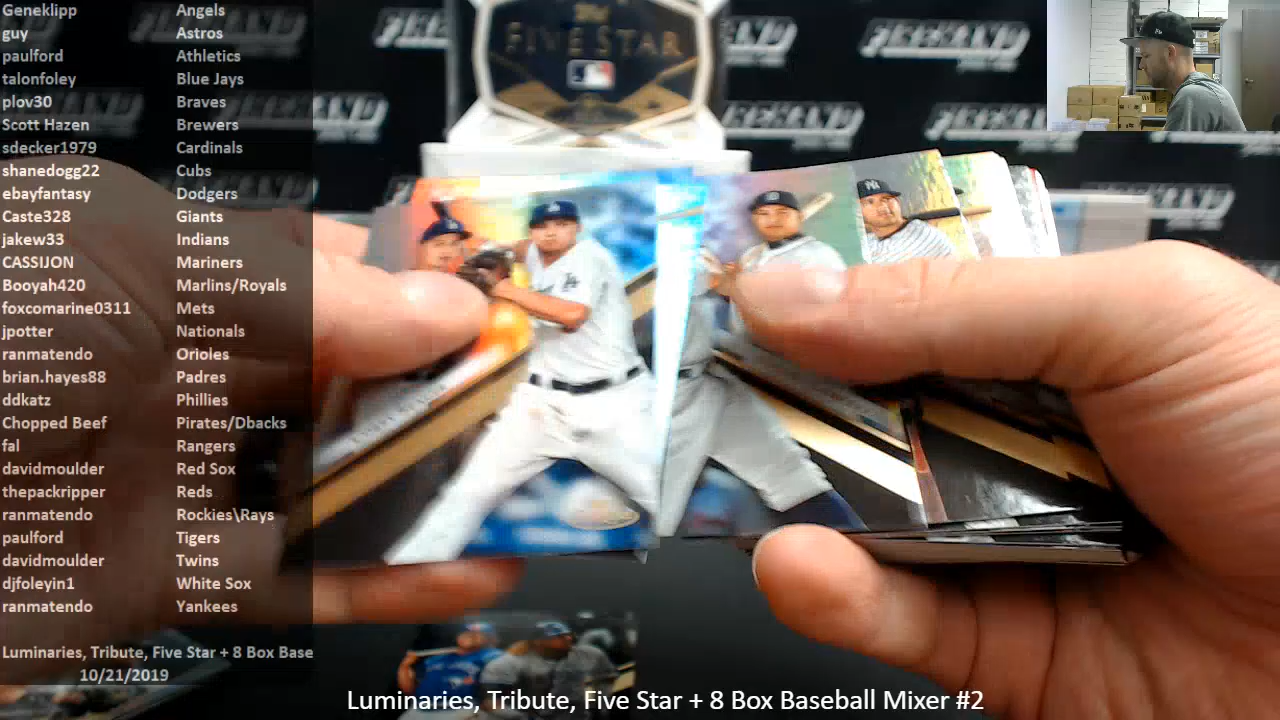 Geneklipp Angels
guy Astros
paulford Athletics
talonfoley Blue Jays
plov30 Braves
Scott Hazen Brewers
sdecker1979 Cardinals
shanedogg22 Cubs
ebayfantasy Dodgers
Caste328 Giants
jakew33 Indians
CASSIJON Mariners
Booyah420 Marlins/Royals
foxcomarine0311 Mets
jpotter Nationals
ranmatendo Orioles
brian.hayes88 Padres
ddkatz Phillies
Chopped Beef Pirates/Dbacks
fal Rangers
davidmoulder Red Sox
thepackripper Reds
ranmatendo Rockies\Rays
paulford Tigers
davidmoulder Twins
djfoleyin1 White Sox
ranmatendo Yankees
Luminaries, Tribute, Five Star + 8 Box Base
10/21/2019
FIVE STAR
LA
Luminaries, Tribute, Five Star + 8 Box Baseball Mixer #2